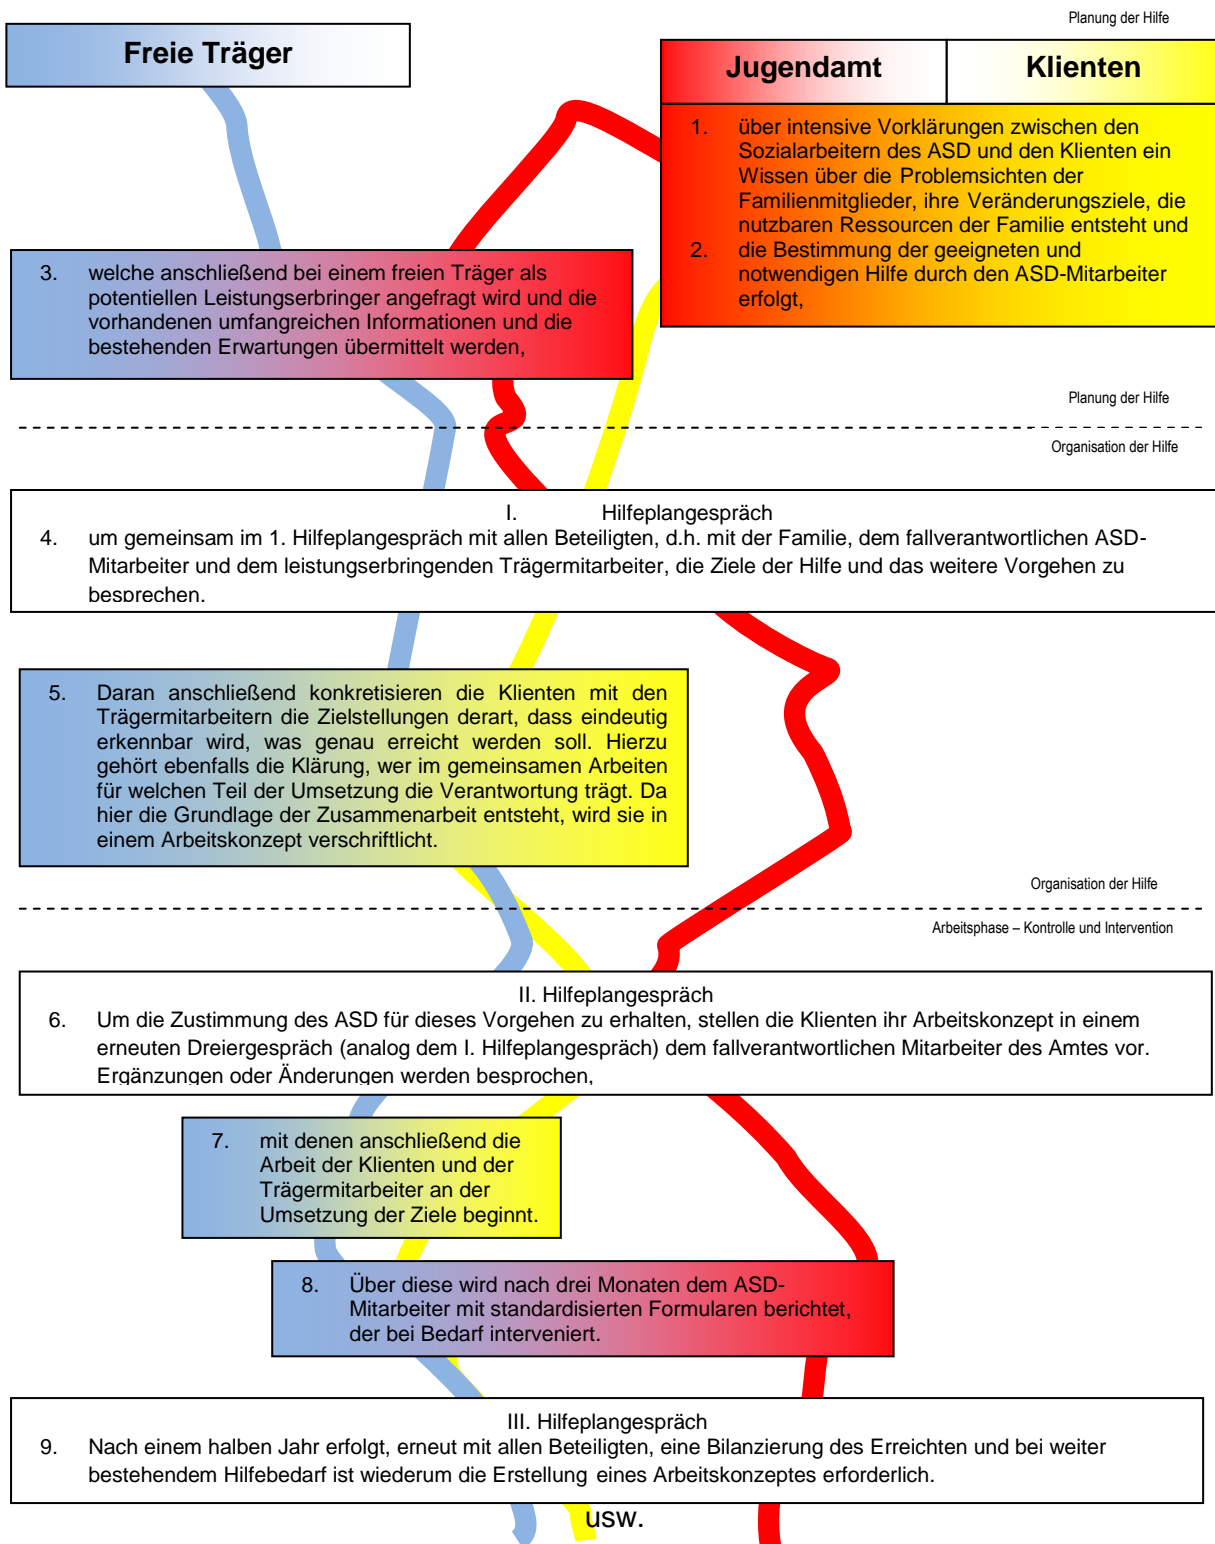 Planung der Hilfe
Freie Träger
Jugendamt
Klienten
1. über intensive Vorklärungen zwischen den
Sozialarbeitern des ASD und den Klienten ein
Wissen über die Problemsichten der
Familienmitglieder, ihre Veränderungsziele, die
nutzbaren Ressourcen der Familie entsteht und
2. die Bestimmung der geeigneten und
notwendigen Hilfe durch den ASD-Mitarbeiter
erfolgt,
3. welche anschließend bei einem freien Träger als
potentiellen Leistungserbringer angefragt wird und die
vorhandenen umfangreichen Informationen und die
bestehenden Erwartungen übermittelt werden,
Planung der Hilfe
Organisation der Hilfe
I. Hilfeplangespräch
4. um gemeinsam im 1. Hilfeplangespräch mit allen Beteiligten, d.h. mit der Familie, dem fallverantwortlichen ASD-
Mitarbeiter und dem leistungserbringenden Trägermitarbeiter, die Ziele der Hilfe und das weitere Vorgehen zu
besprechen.
5. Daran anschließend konkretisieren die Klienten mit den
Trägermitarbeitern die Zielstellungen derart, dass eindeutig
erkennbar wird, was genau erreicht werden soll. Hierzu
gehört ebenfalls die Klärung, wer im gemeinsamen Arbeiten
für welchen Teil der Umsetzung die Verantwortung trägt. Da
hier die Grundlage der Zusammenarbeit entsteht, wird sie in
einem Arbeitskonzept verschriftlicht.
Organisation der Hilfe
Arbeitsphase – Kontrolle und Intervention
II. Hilfeplangespräch
6. Um die Zustimmung des ASD für dieses Vorgehen zu erhalten, stellen die Klienten ihr Arbeitskonzept in einem
erneuten Dreiergespräch (analog dem I. Hilfeplangespräch) dem fallverantwortlichen Mitarbeiter des Amtes vor.
Ergänzungen oder Änderungen werden besprochen,
7. mit denen anschließend die
Arbeit der Klienten und der
Trägermitarbeiter an der
Umsetzung der Ziele beginnt.
8. Über diese wird nach drei Monaten dem ASD-
Mitarbeiter mit standardisierten Formularen berichtet,
der bei Bedarf interveniert.
III. Hilfeplangespräch
9. Nach einem halben Jahr erfolgt, erneut mit allen Beteiligten, eine Bilanzierung des Erreichten und bei weiter
bestehendem Hilfebedarf ist wiederum die Erstellung eines Arbeitskonzeptes erforderlich.
usw.